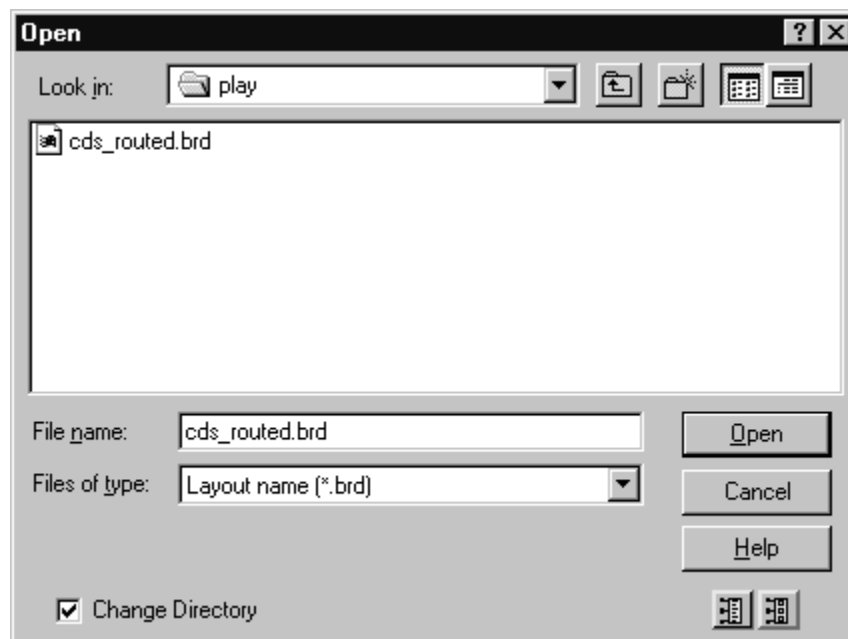 Open
Look in: play
cds_routed.brd
File name: cds_routed.brd Open
Files of type: Layout name (*.brd) Cancel
Help
Change Directory